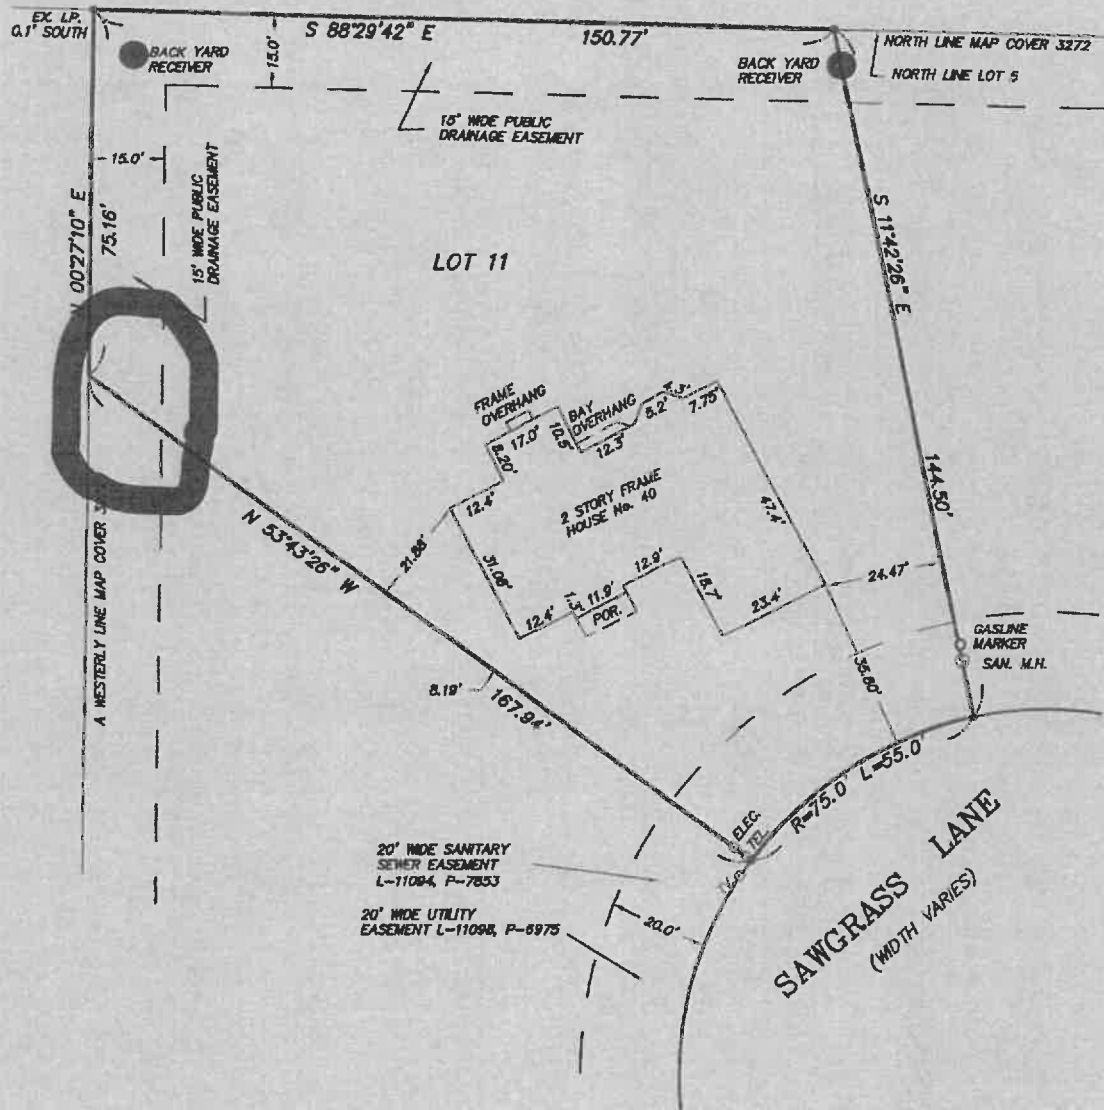 EX. I.P.
0.1' SOUTH
S 88°29'42" E
150.77'
NORTH LINE MAP COVER 3272
NORTH LINE LOT 5
BACK YARD
RECEIVER
15.0'
BACK YARD
RECEIVER
15' WIDE PUBLIC
DRAINAGE EASEMENT
15.0'
15' WIDE PUBLIC
DRAINAGE EASEMENT
N 00°27'10" E
75.16'
LOT 11
S 11°42'26" E
144.50'
FRAME
OVERHANG
BAY
OVERHANG
17.0'
10.5'
12.3'
5.2'
7.75'
8.20'
12.4'
2 STORY FRAME
HOUSE No. 40
47.4'
21.88'
31.08'
12.4'
11.9'
POR.
12.9'
18.7'
23.4'
24.47'
35.80'
GASLINE
MARKER
SAN. M.H.
N 53°43'26" W
167.94'
8.19'
A WESTERLY LINE MAP COVER
ELEC.
TEL.
R=75.0' L=55.0'
SAWGRASS LANE
(WIDTH VARIES)
20' WIDE SANITARY
SEWER EASEMENT
L-11094, P-7853
20' WIDE UTILITY
EASEMENT L-11098, P-6975
20.0'